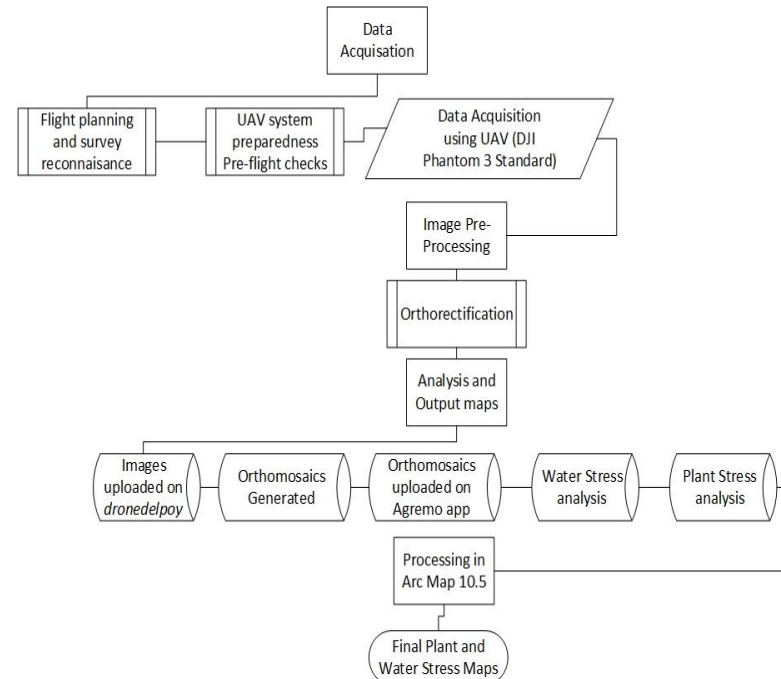 Data
Acquisation
Flight planning
and survey
reconnaisance
UAV system
preparedness
Pre-flight checks
Data Acquisition
using UAV (DJI
Phantom 3 Standard)
Image Pre-
Processing
Orthorectification
Analysis and
Output maps
Images
uploaded on
dronedelpoy
Orthomosaics
Generated
Orthomosaics
uploaded on
Agremo app
Water Stress
analysis
Plant Stress
analysis
Processing in
Arc Map 10.5
Final Plant and
Water Stress Maps